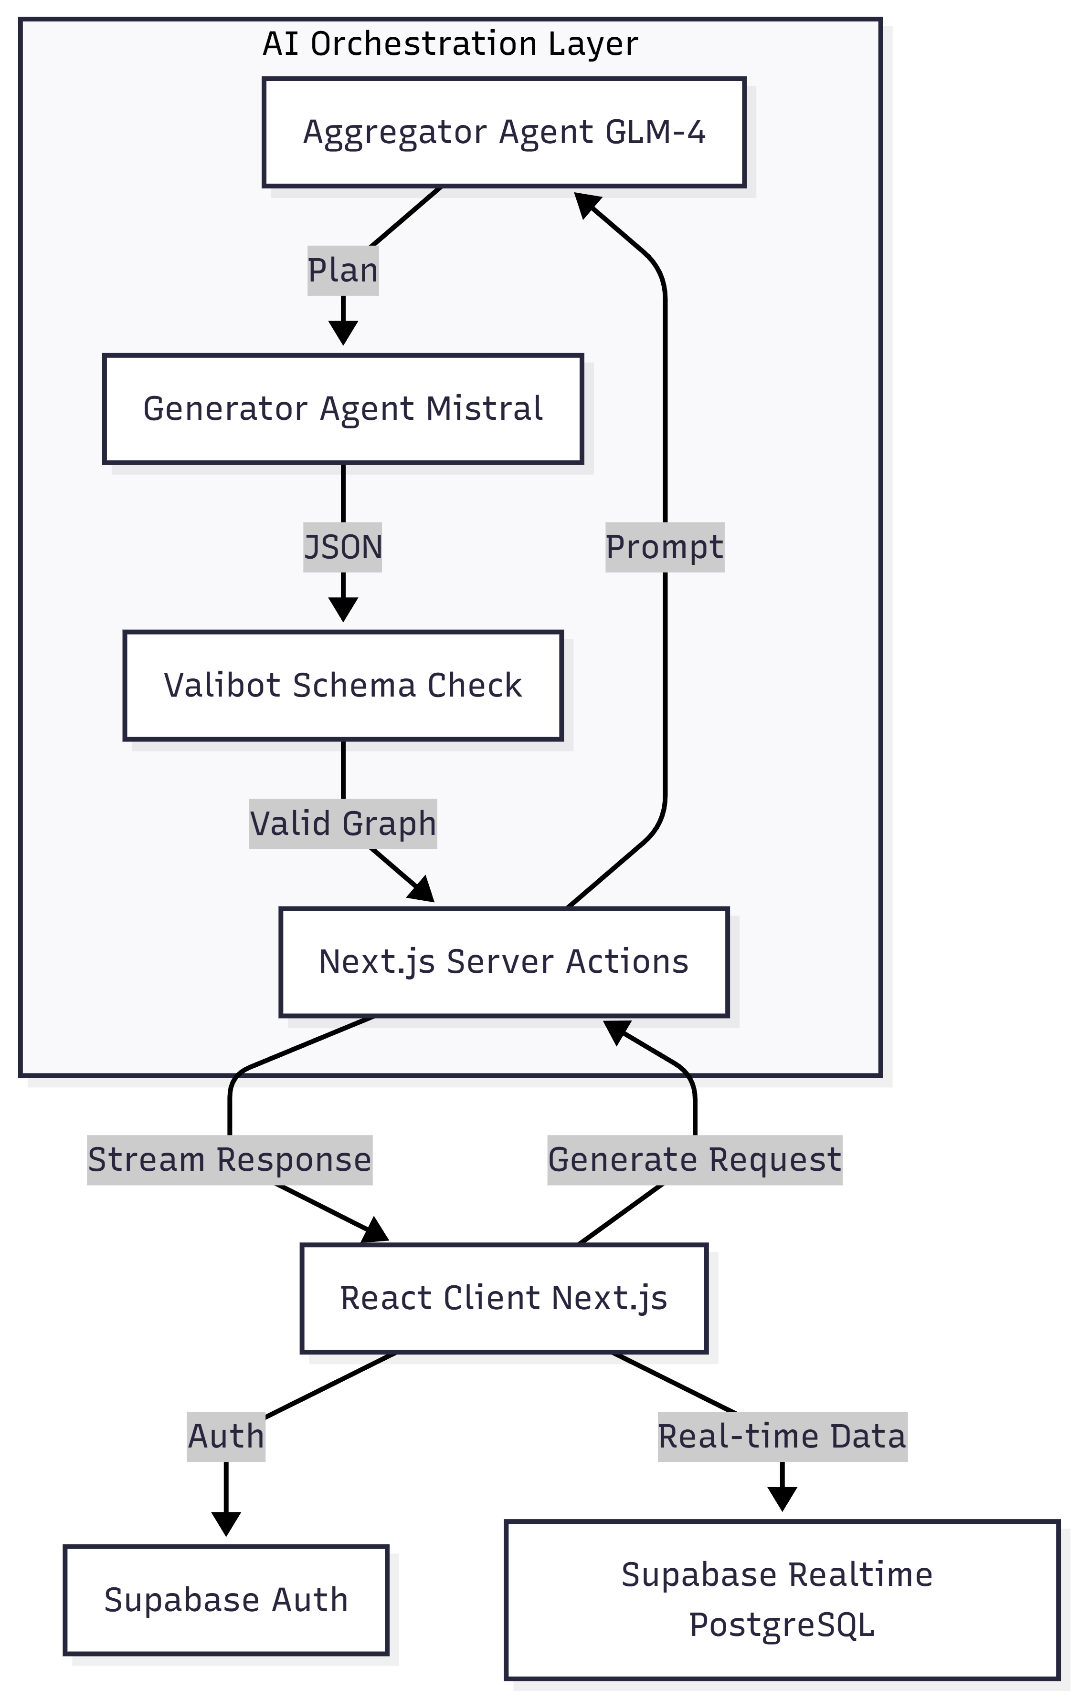 AI Orchestration Layer
Aggregator Agent GLM-4
Plan
Generator Agent Mistral
JSON
Prompt
Valibot Schema Check
Valid Graph
Next.js Server Actions
Stream Response
Generate Request
React Client Next.js
Auth
Real-time Data
Supabase Auth
Supabase Realtime
PostgreSQL